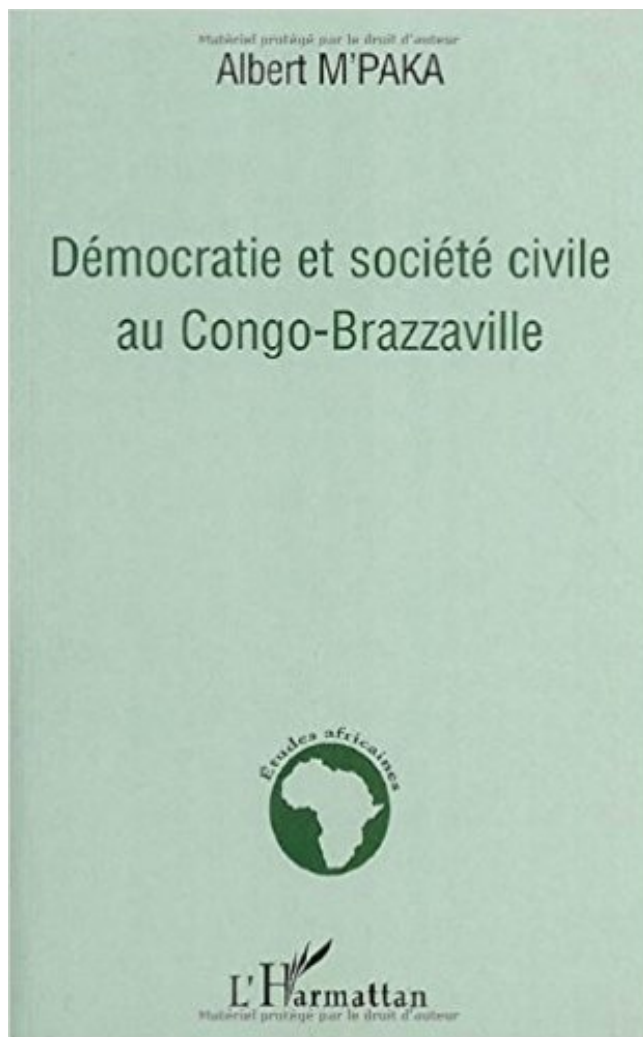 Matériel protégé par le droit d'auteur
Albert M'PAKA
Démocratie et société civile
au Congo-Brazzaville
Études africaines
L'Harmattan
Matériel protégé par le droit d'auteur